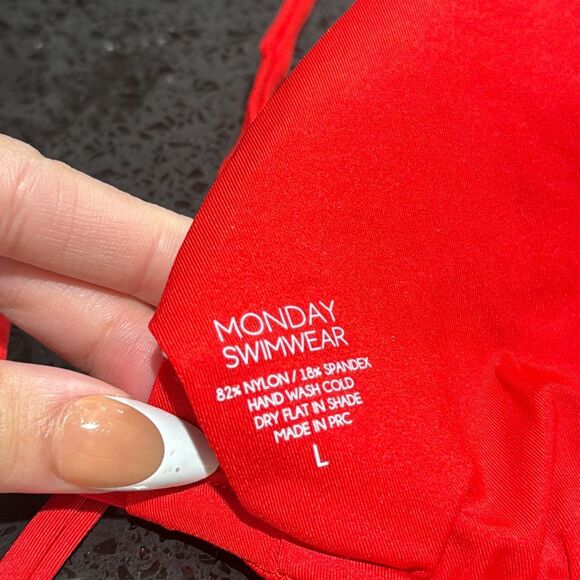 MONDAY
SWIMWEAR
82% NYLON / 18% SPANDEX
HAND WASH COLD
DRY FLAT IN SHADE
MADE IN PRC
L